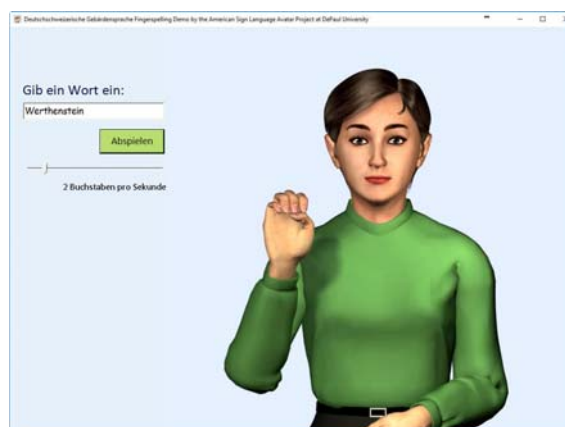 Deutschschweizerische Gebärdensprache Fingerspelling Demo by the American Sign Language Avatar Project at DePaul University
Gib ein Wort ein:
Werthenstein
Abspielen
2 Buchstaben pro Sekunde